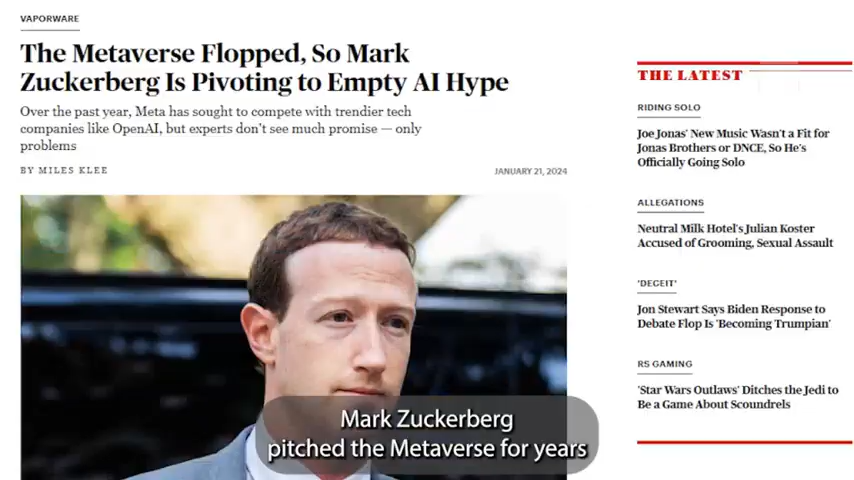 VAPORWARE
The Metaverse Flopped, So Mark
Zuckerberg Is Pivoting to Empty AI Hype
Over the past year, Meta has sought to compete with trendier tech
companies like OpenAI, but experts don't see much promise — only
problems
BY MILES KLEE
JANUARY 21, 2024
Mark Zuckerberg
pitched the Metaverse for years
THE LATEST
RIDING SOLO
Joe Jonas' New Music Wasn't a Fit for
Jonas Brothers or DNCE, So He's
Officially Going Solo
ALLEGATIONS
Neutral Milk Hotel's Julian Koster
Accused of Grooming, Sexual Assault
'DECEIT'
Jon Stewart Says Biden Response to
Debate Flop Is 'Becoming Trumpian'
RS GAMING
'Star Wars Outlaws' Ditches the Jedi to
Be a Game About Scoundrels